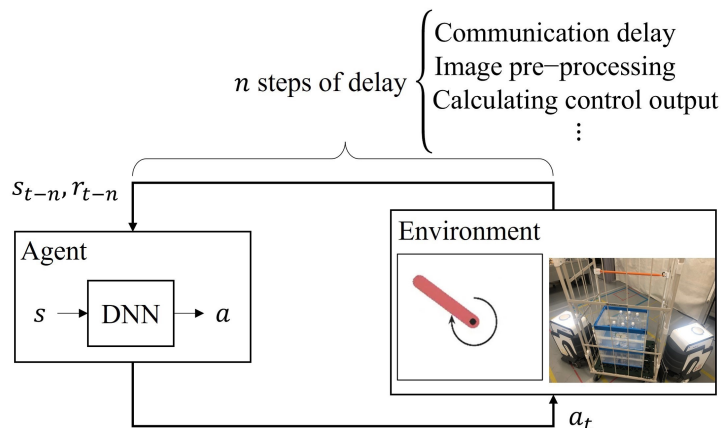 Communication delay
n steps of delay
Image pre−processing
Calculating control output
⋮
s_{t−n}, r_{t−n}
Agent
Environment
s
DNN
a
a_t